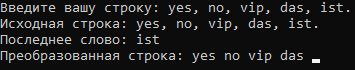 Введите вашу строку: yes, no, vip, das, ist.
Исходная строка: yes, no, vip, das, ist.
Последнее слово: ist
Преобразованная строка: yes no vip das